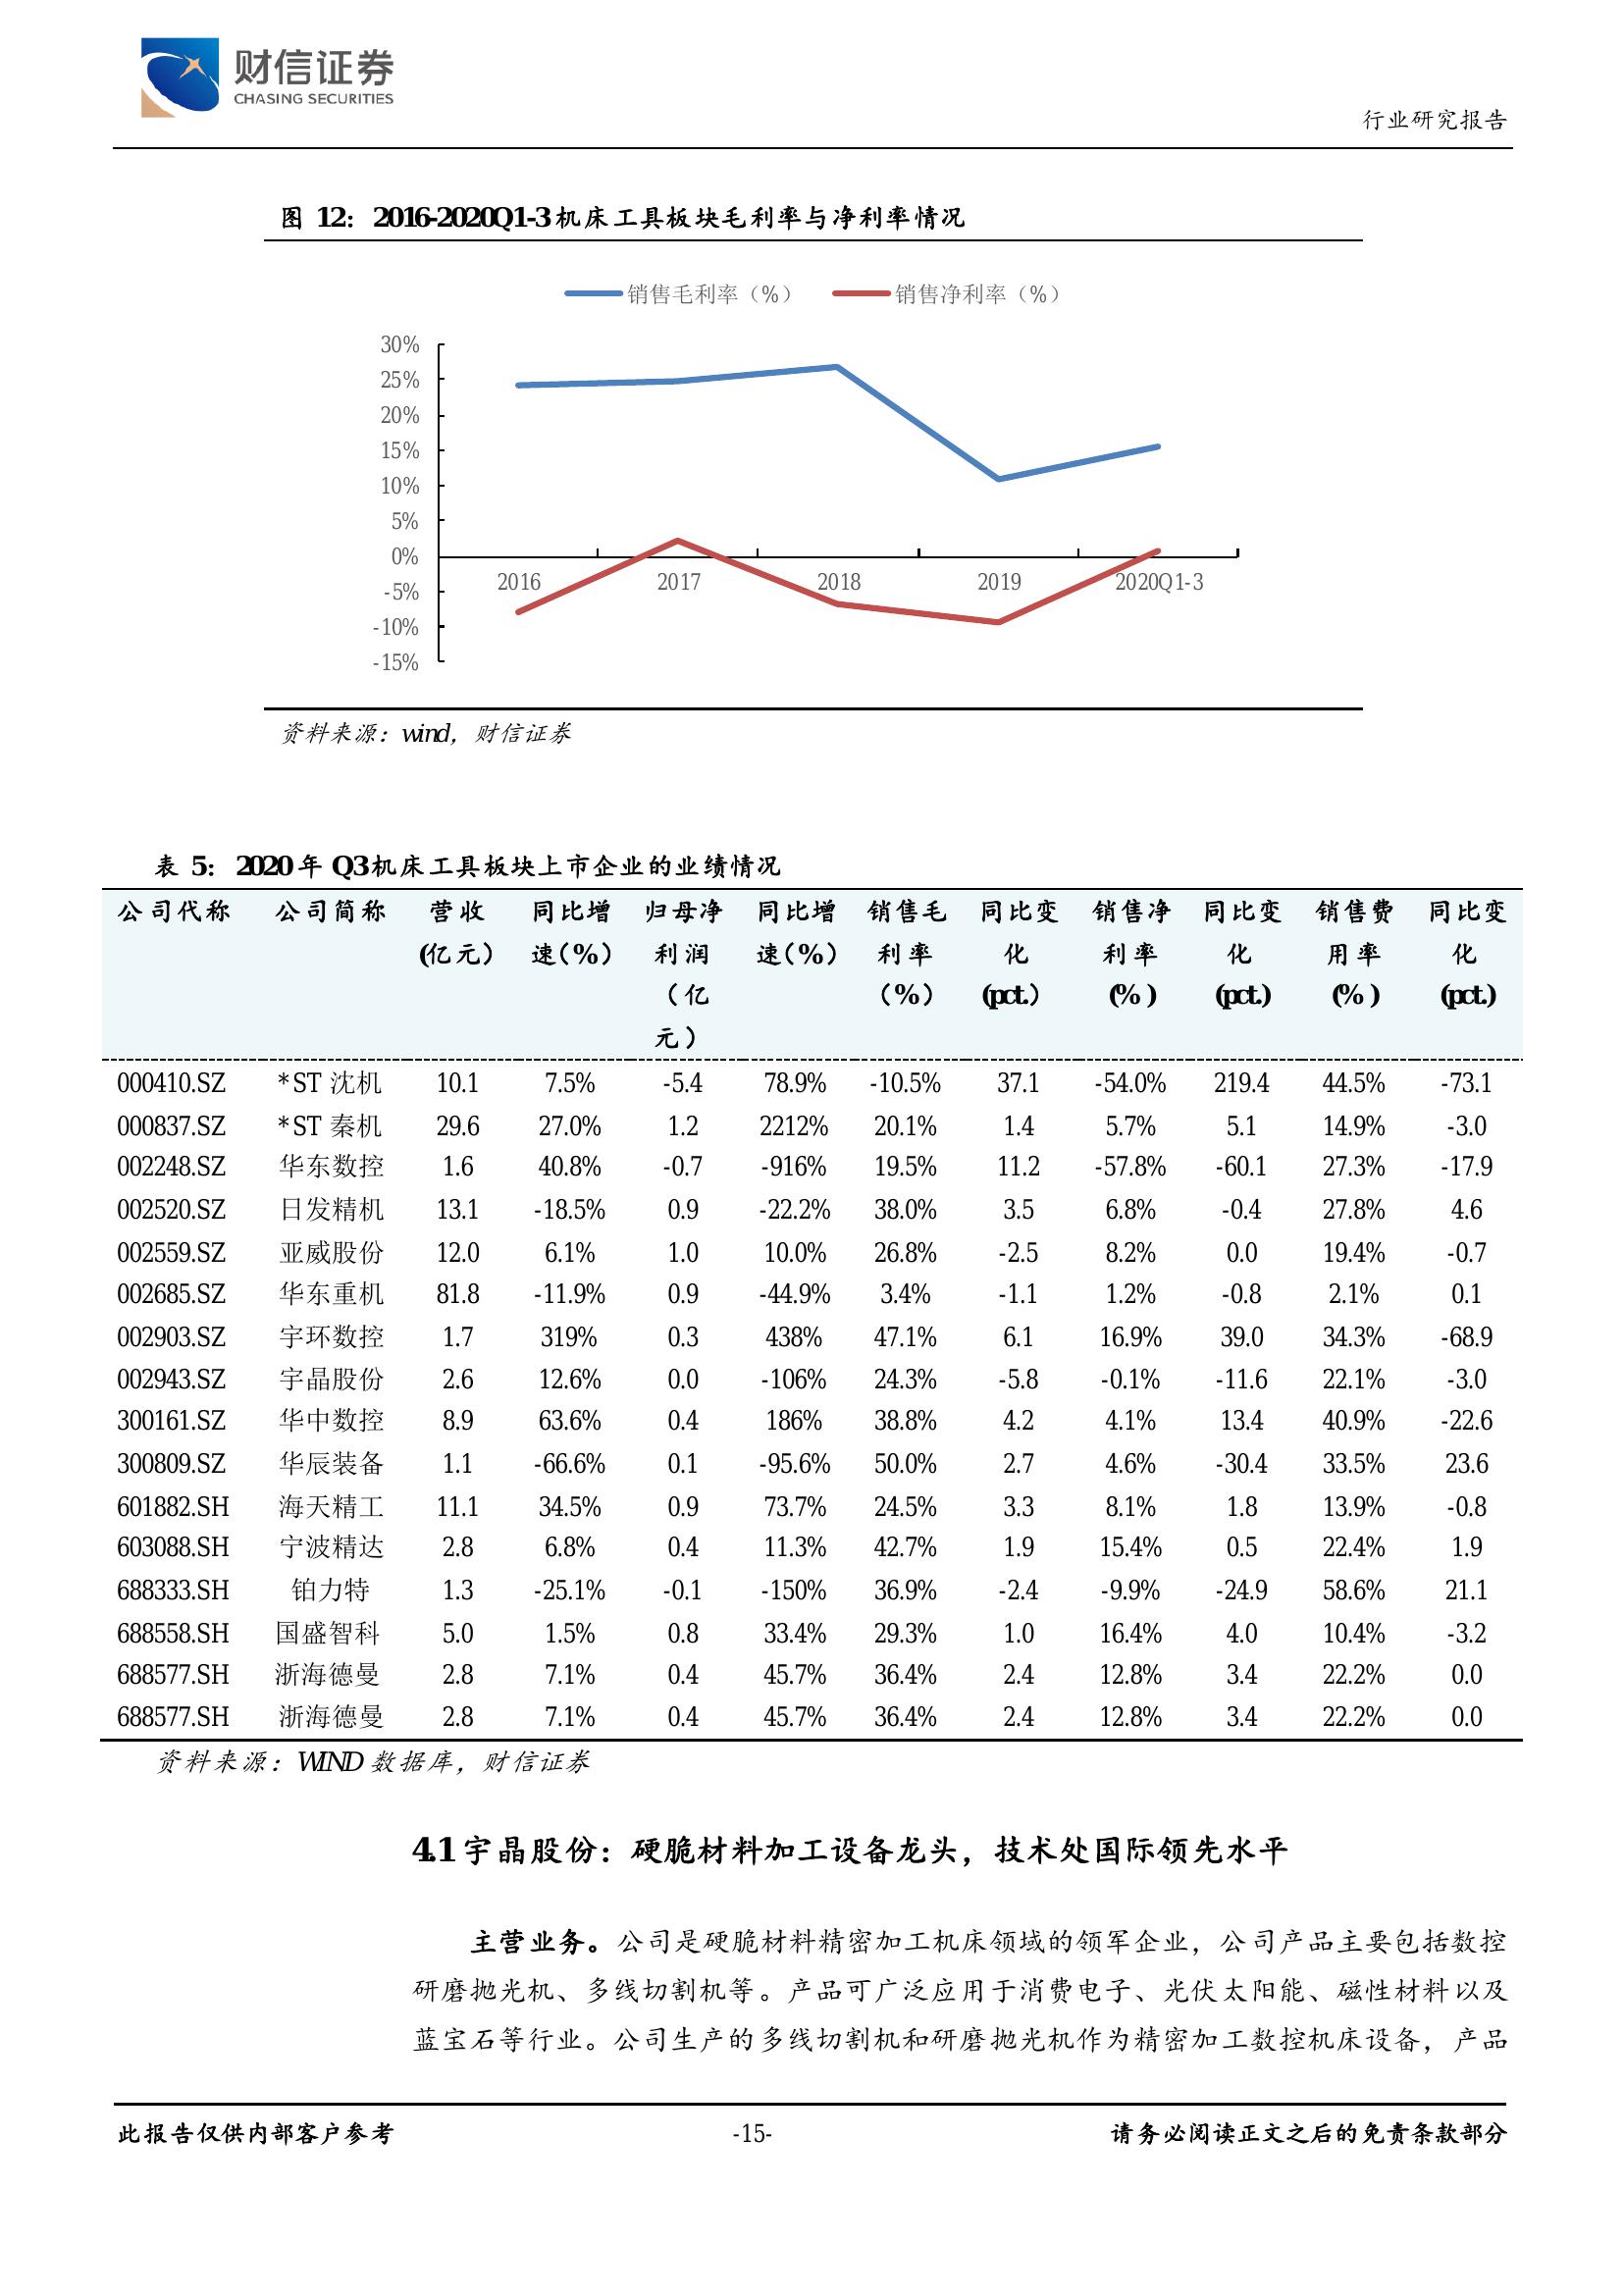 财信证券
CHASING SECURITIES
行业研究报告
图 12：2016-2020Q1-3机床工具板块毛利率与净利率情况
销售毛利率（%） 销售净利率（%）
30%
25%
20%
15%
10%
5%
0%
-5%
-10%
-15%
2016 2017 2018 2019 2020Q1-3
资料来源：wind，财信证券
表 5：2020 年 Q3机床工具板块上市企业的业绩情况
公司代称 公司简称 营收 同比增 归母净 同比增 销售毛 同比变 销售净 同比变 销售费 同比变
(亿元) 速(%) 利润 速(%) 利率 化 利率 化 用率 化
（亿 （%） (pct.) (%) (pct.) (%) (pct.)
元）
000410.SZ *ST 沈机 10.1 7.5% -5.4 78.9% -10.5% 37.1 -54.0% 219.4 44.5% -73.1
000837.SZ *ST 秦机 29.6 27.0% 1.2 2212% 20.1% 1.4 5.7% 5.1 14.9% -3.0
002248.SZ 华东数控 1.6 40.8% -0.7 -916% 19.5% 11.2 -57.8% -60.1 27.3% -17.9
002520.SZ 日发精机 13.1 -18.5% 0.9 -22.2% 38.0% 3.5 6.8% -0.4 27.8% 4.6
002559.SZ 亚威股份 12.0 6.1% 1.0 10.0% 26.8% -2.5 8.2% 0.0 19.4% -0.7
002685.SZ 华东重机 81.8 -11.9% 0.9 -44.9% 3.4% -1.1 1.2% -0.8 2.1% 0.1
002903.SZ 宇环数控 1.7 319% 0.3 438% 47.1% 6.1 16.9% 39.0 34.3% -68.9
002943.SZ 宇晶股份 2.6 12.6% 0.0 -106% 24.3% -5.8 -0.1% -11.6 22.1% -3.0
300161.SZ 华中数控 8.9 63.6% 0.4 186% 38.8% 4.2 4.1% 13.4 40.9% -22.6
300809.SZ 华辰装备 1.1 -66.6% 0.1 -95.6% 50.0% 2.7 4.6% -30.4 33.5% 23.6
601882.SH 海天精工 11.1 34.5% 0.9 73.7% 24.5% 3.3 8.1% 1.8 13.9% -0.8
603088.SH 宁波精达 2.8 6.8% 0.4 11.3% 42.7% 1.9 15.4% 0.5 22.4% 1.9
688333.SH 铂力特 1.3 -25.1% -0.1 -150% 36.9% -2.4 -9.9% -24.9 58.6% 21.1
688558.SH 国盛智科 5.0 1.5% 0.8 33.4% 29.3% 1.0 16.4% 4.0 10.4% -3.2
688577.SH 浙海德曼 2.8 7.1% 0.4 45.7% 36.4% 2.4 12.8% 3.4 22.2% 0.0
688577.SH 浙海德曼 2.8 7.1% 0.4 45.7% 36.4% 2.4 12.8% 3.4 22.2% 0.0
资料来源：WIND 数据库，财信证券
4.1 宇晶股份：硬脆材料加工设备龙头，技术处国际领先水平
主营业务。公司是硬脆材料精密加工机床领域的领军企业，公司产品主要包括数控
研磨抛光机、多线切割机等。产品可广泛应用于消费电子、光伏太阳能、磁性材料以及
蓝宝石等行业。公司生产的多线切割机和研磨抛光机作为精密加工数控机床设备，产品
此报告仅供内部客户参考 -15- 请务必阅读正文之后的免责条款部分